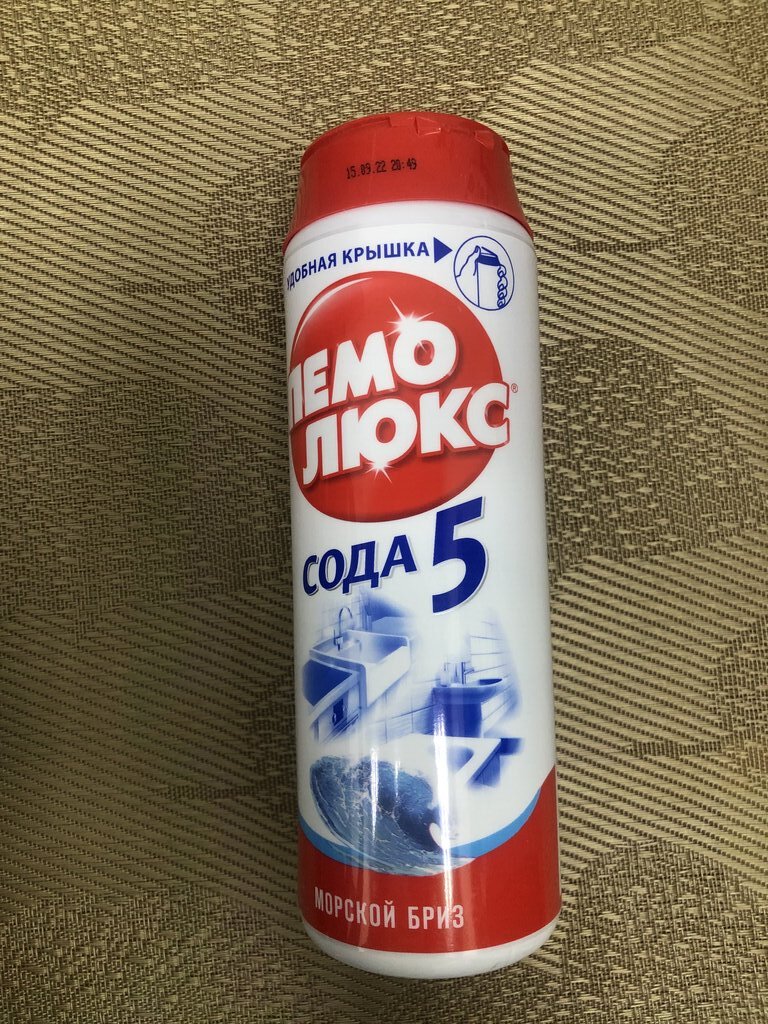 15.09.22 20:49
УДОБНАЯ КРЫШКА
ПЕМО
ЛЮКС®
СОДА 5
МОРСКОЙ БРИЗ